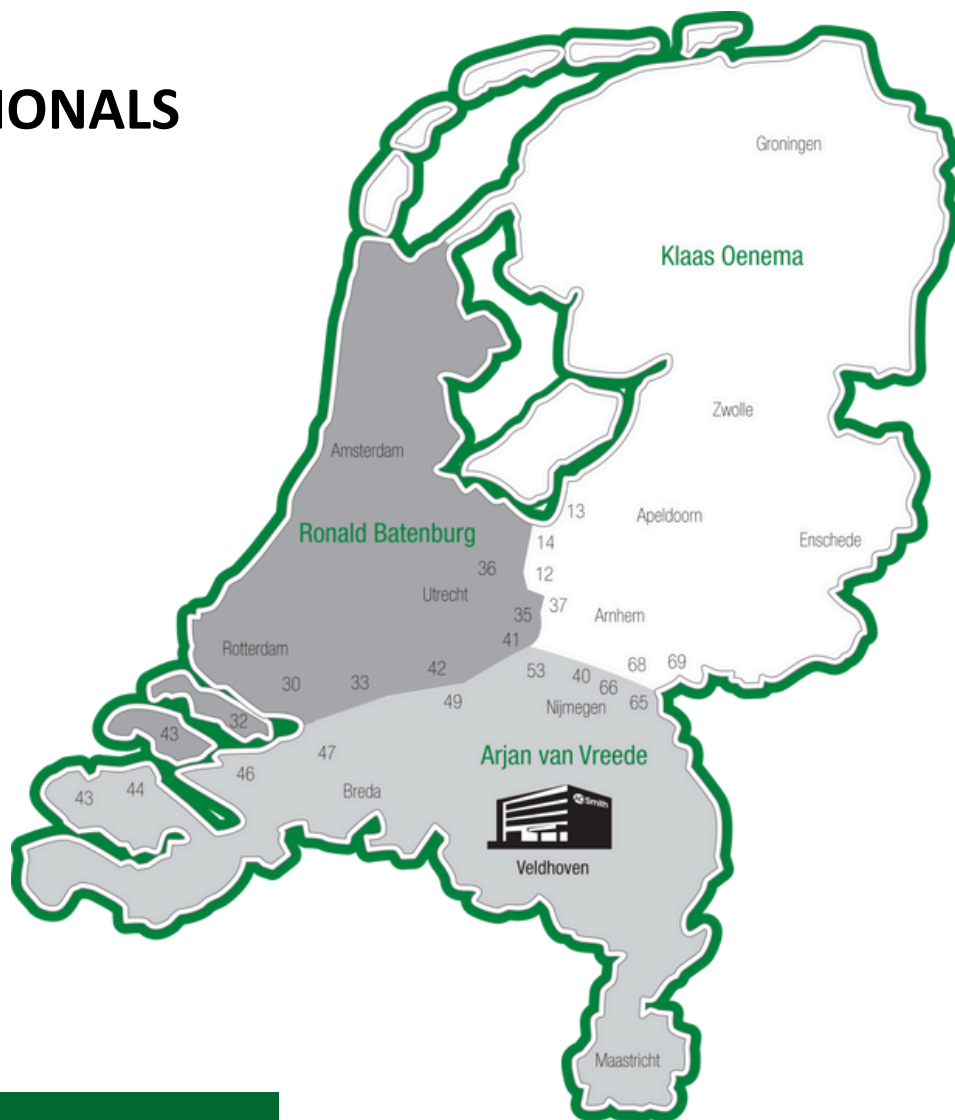 IONALS
Groningen
Klaas Oenema
Zwolle
Amsterdam
13
Apeldoorn
Ronald Batenburg
14
Enschede
36
12
Utrecht
37
35
Arnhem
41
Rotterdam
42
53
40
68
69
30
33
66
49
Nijmegen
65
32
43
47
Arjan van Vreede
46
44
43
Breda
Smith
Veldhoven
Maastricht